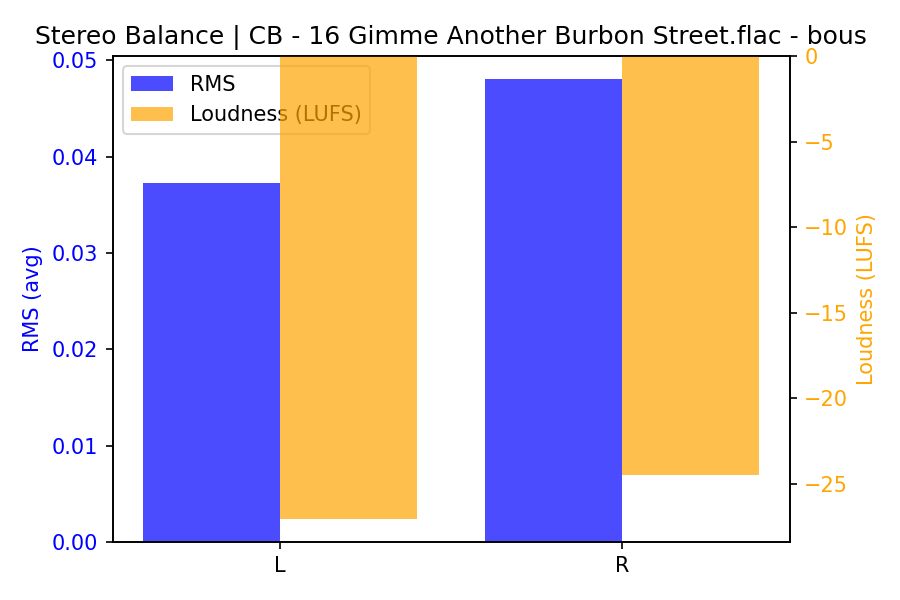 Stereo Balance | CB - 16 Gimme Another Burbon Street.flac - bous
RMS
Loudness (LUFS)
0.05
0.04
0.03
0.02
0.01
0.00
RMS (avg)
0
−5
−10
−15
−20
−25
Loudness (LUFS)
L
R